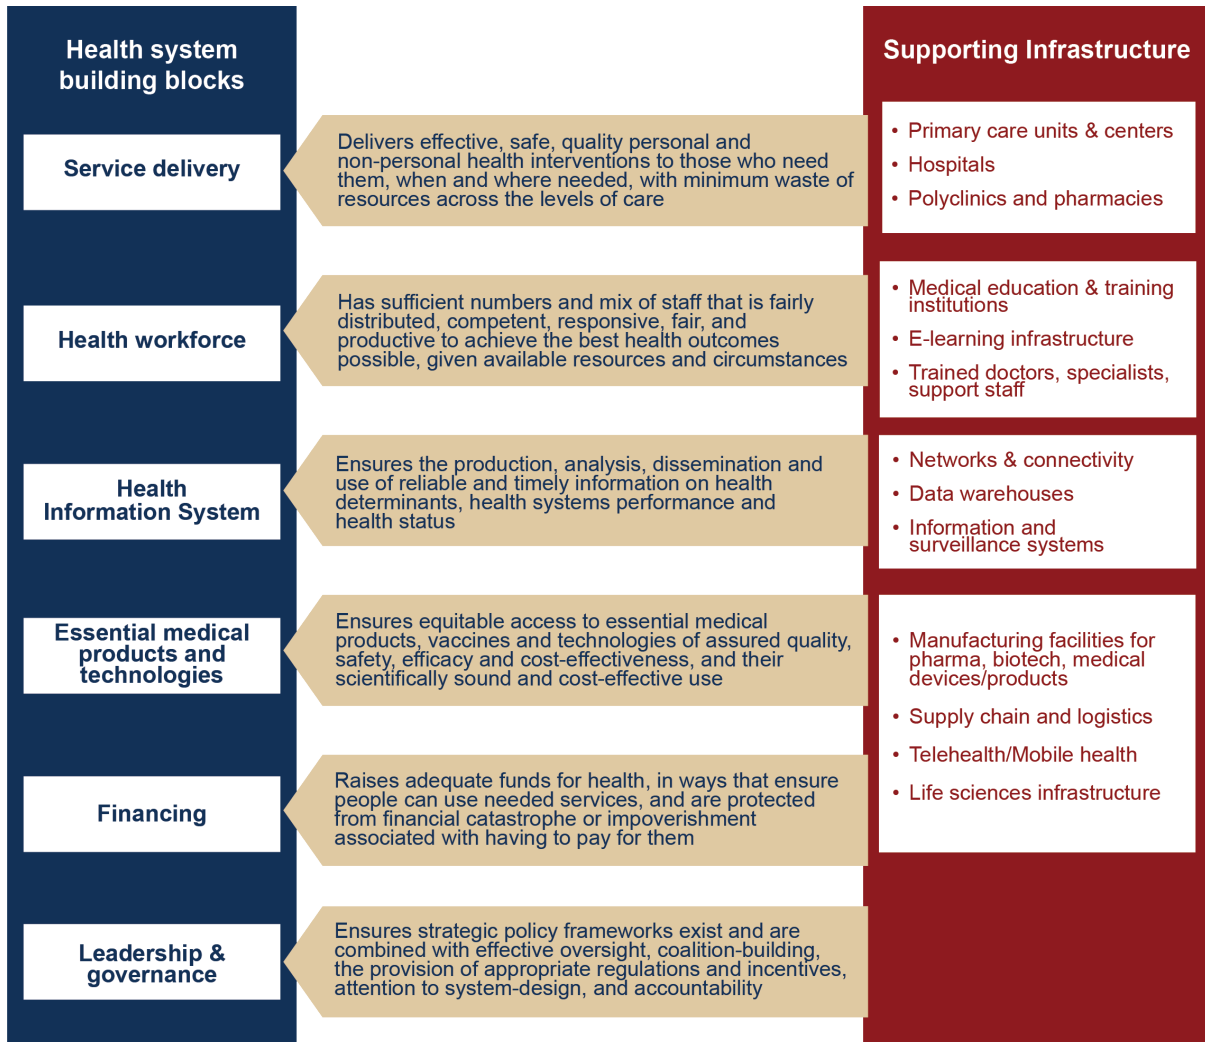 Health system
building blocks
Supporting Infrastructure
Service delivery
Delivers effective, safe, quality personal and
non-personal health interventions to those who need
them, when and where needed, with minimum waste of
resources across the levels of care
• Primary care units & centers
• Hospitals
• Polyclinics and pharmacies
Health workforce
Has sufficient numbers and mix of staff that is fairly
distributed, competent, responsive, fair, and
productive to achieve the best health outcomes
possible, given available resources and circumstances
• Medical education & training
institutions
• E-learning infrastructure
• Trained doctors, specialists,
support staff
Health
Information System
Ensures the production, analysis, dissemination and
use of reliable and timely information on health
determinants, health systems performance and
health status
• Networks & connectivity
• Data warehouses
• Information and
surveillance systems
Essential medical
products and
technologies
Ensures equitable access to essential medical
products, vaccines and technologies of assured quality,
safety, efficacy and cost-effectiveness, and their
scientifically sound and cost-effective use
• Manufacturing facilities for
pharma, biotech, medical
devices/products
• Supply chain and logistics
• Telehealth/Mobile health
• Life sciences infrastructure
Financing
Raises adequate funds for health, in ways that ensure
people can use needed services, and are protected
from financial catastrophe or impoverishment
associated with having to pay for them
Leadership &
governance
Ensures strategic policy frameworks exist and are
combined with effective oversight, coalition-building,
the provision of appropriate regulations and incentives,
attention to system-design, and accountability